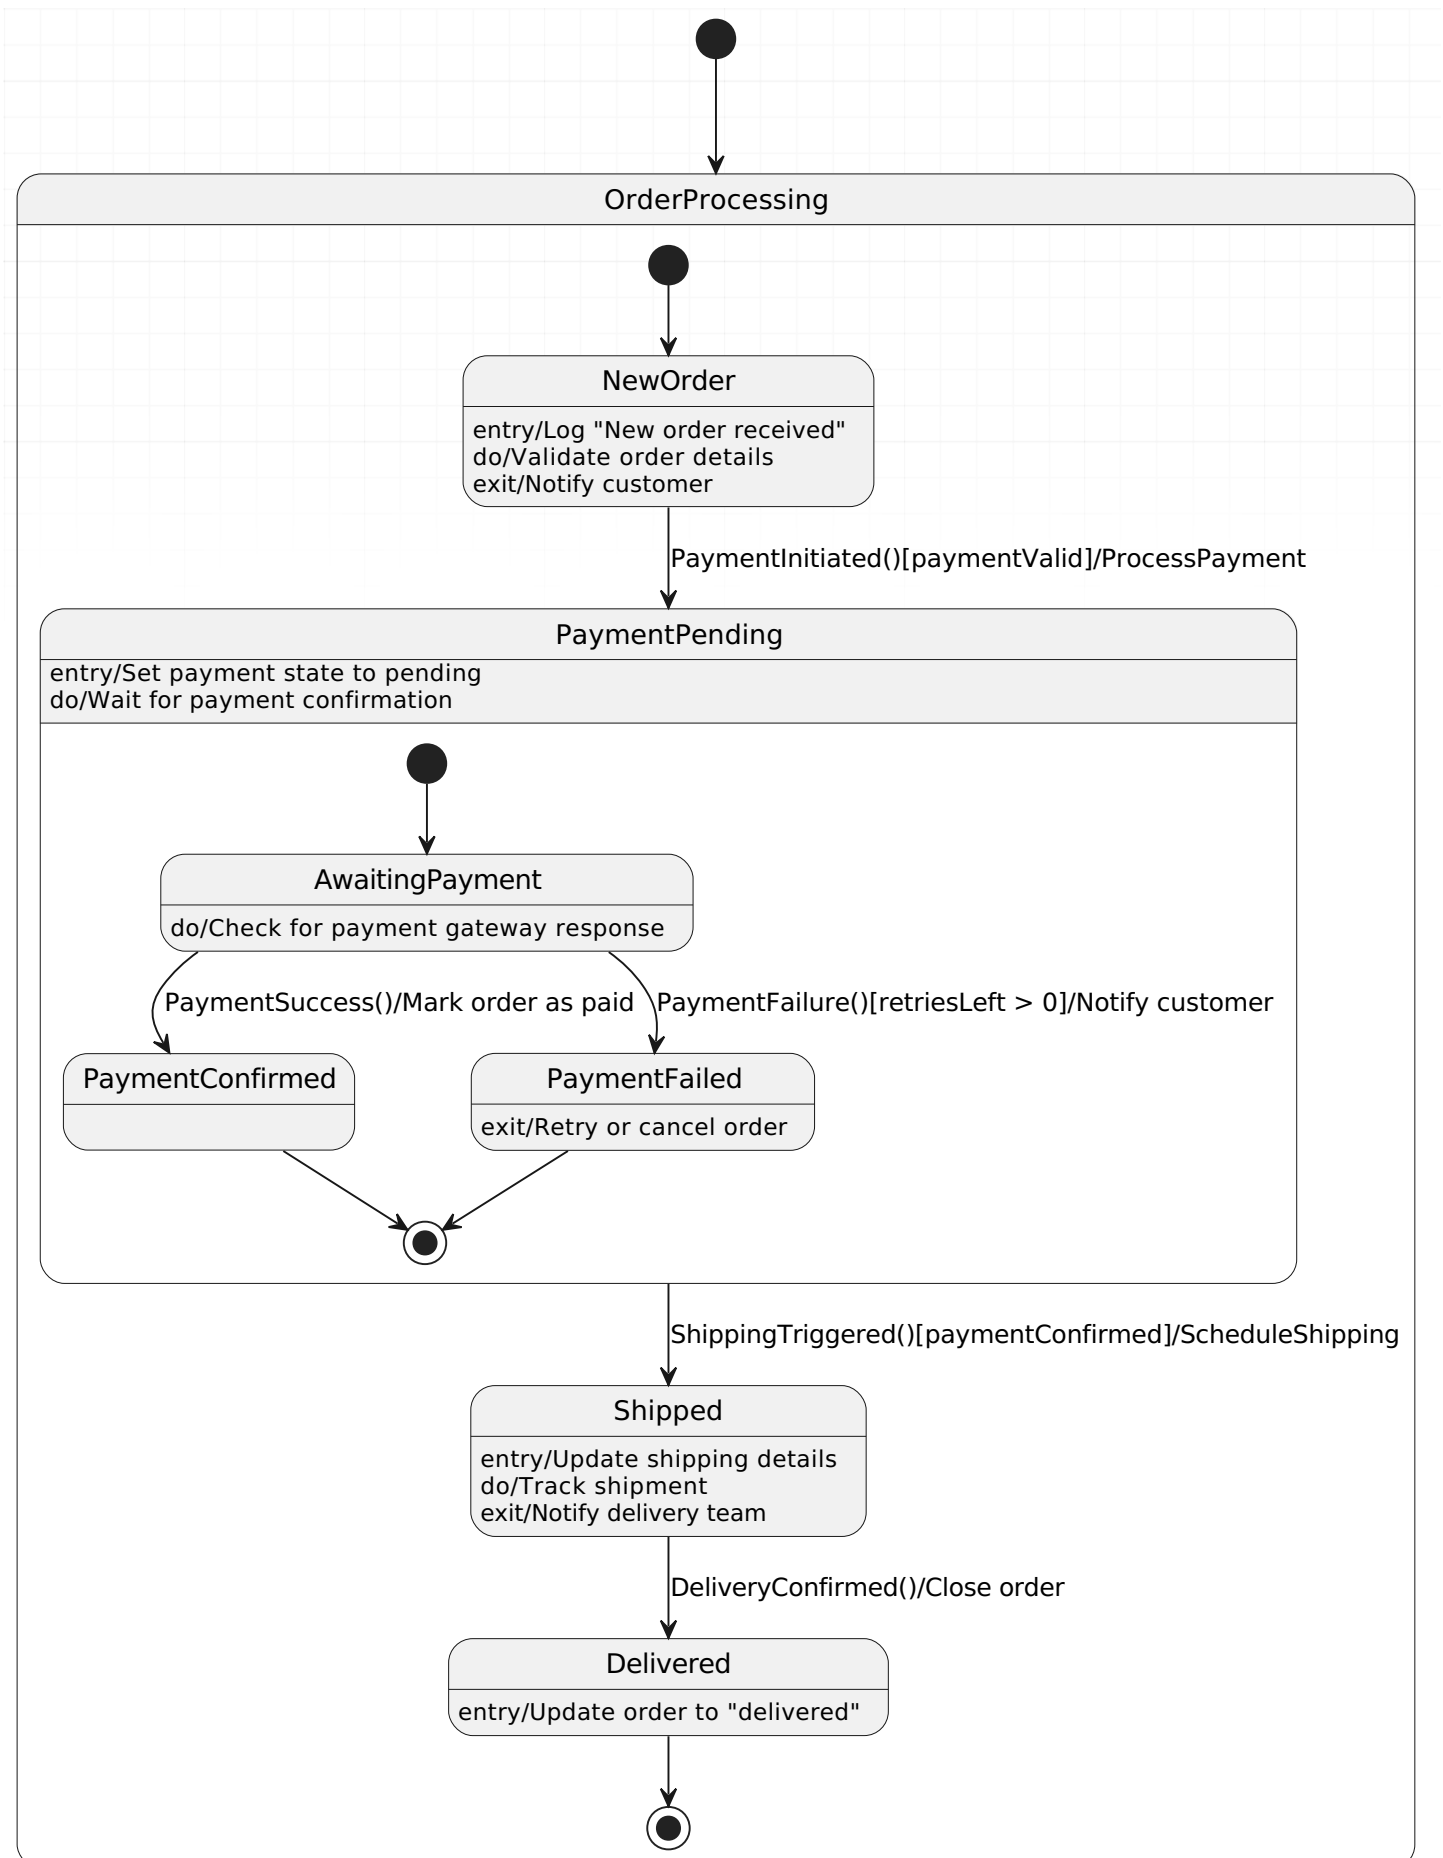 OrderProcessing
NewOrder
entry/Log "New order received"
do/Validate order details
exit/Notify customer
PaymentInitiated()[paymentValid]/ProcessPayment
PaymentPending
entry/Set payment state to pending
do/Wait for payment confirmation
AwaitingPayment
do/Check for payment gateway response
PaymentSuccess()/Mark order as paid
PaymentFailure()[retriesLeft > 0]/Notify customer
PaymentConfirmed
PaymentFailed
exit/Retry or cancel order
ShippingTriggered()[paymentConfirmed]/ScheduleShipping
Shipped
entry/Update shipping details
do/Track shipment
exit/Notify delivery team
DeliveryConfirmed()/Close order
Delivered
entry/Update order to "delivered"